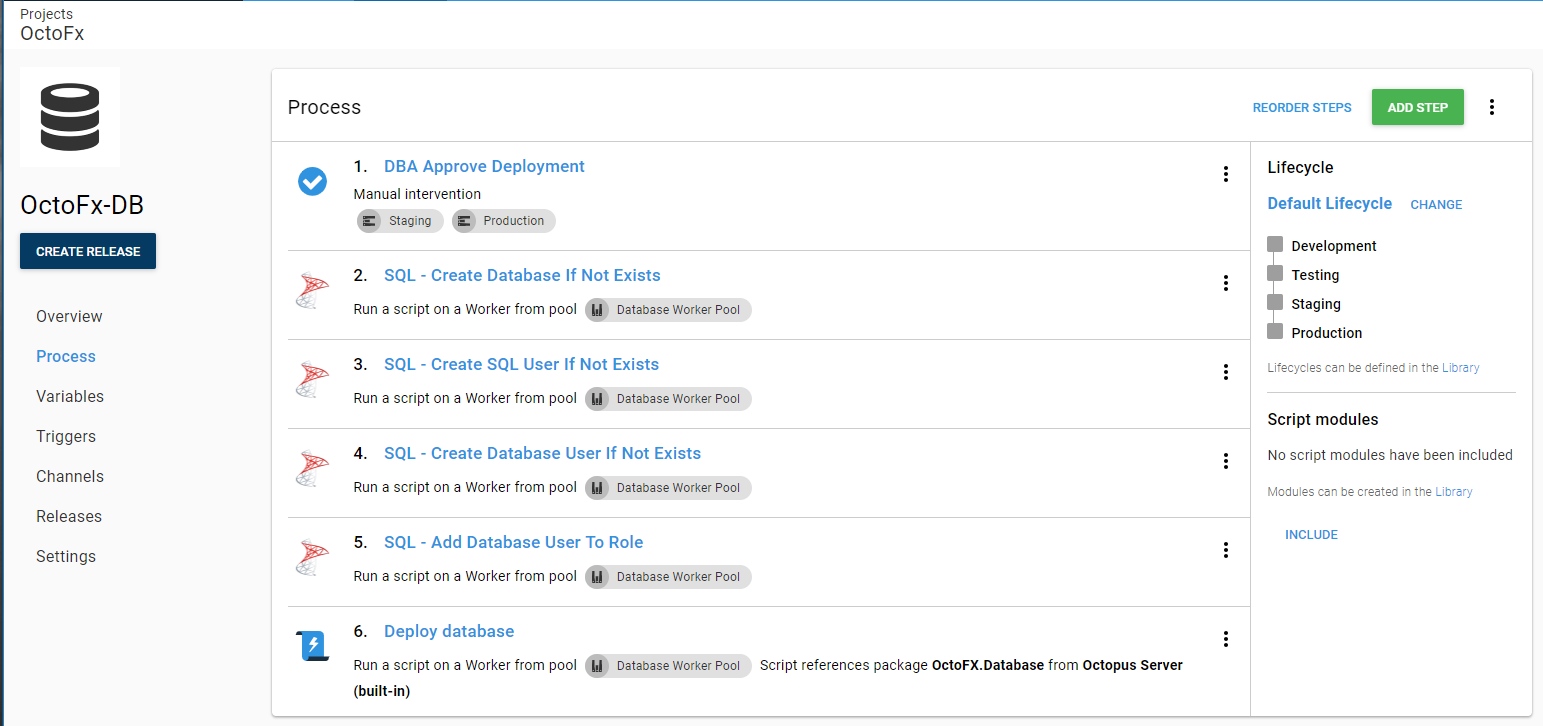 Projects
OctoFx
OctoFx-DB
CREATE RELEASE
Overview
Process
Variables
Triggers
Channels
Releases
Settings
Process
REORDER STEPS
ADD STEP
1. DBA Approve Deployment
Manual intervention
Staging Production
2. SQL - Create Database If Not Exists
Run a script on a Worker from pool Database Worker Pool
3. SQL - Create SQL User If Not Exists
Run a script on a Worker from pool Database Worker Pool
4. SQL - Create Database User If Not Exists
Run a script on a Worker from pool Database Worker Pool
5. SQL - Add Database User To Role
Run a script on a Worker from pool Database Worker Pool
6. Deploy database
Run a script on a Worker from pool Database Worker Pool Script references package OctoFX.Database from Octopus Server
(built-in)
Lifecycle
Default Lifecycle CHANGE
Development
Testing
Staging
Production
Lifecycles can be defined in the Library
Script modules
No script modules have been included
Modules can be created in the Library
INCLUDE